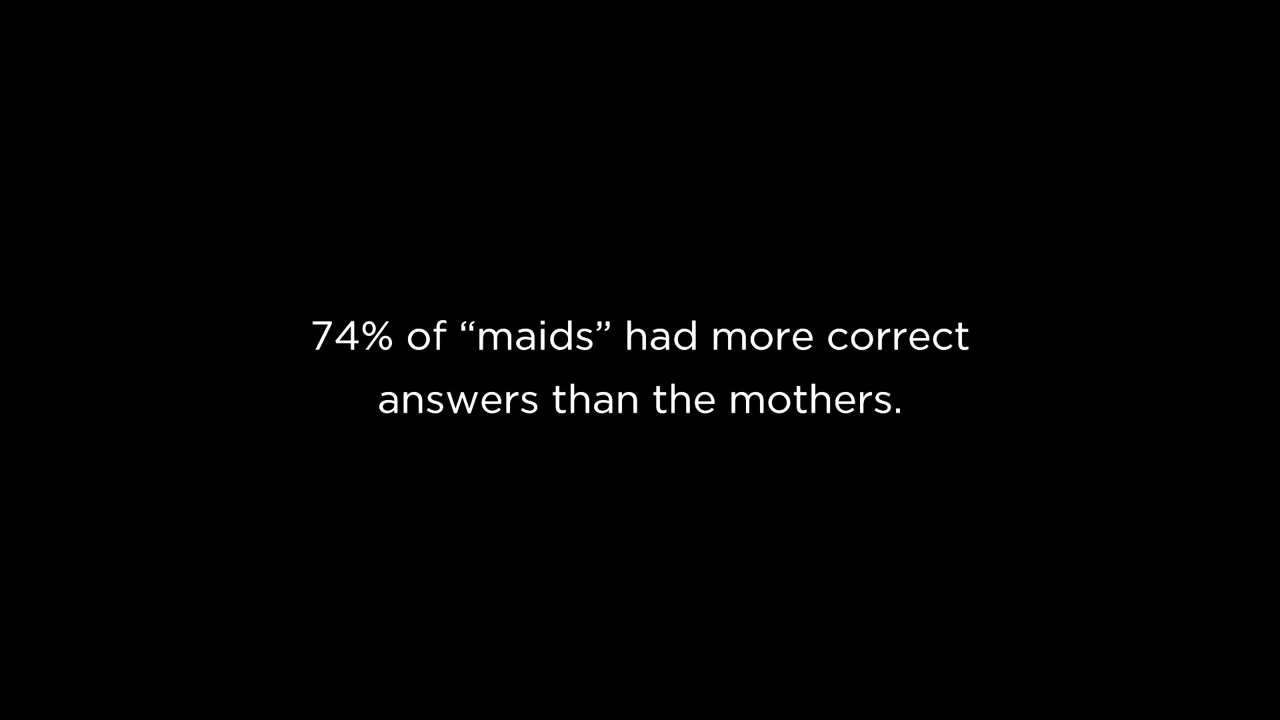 74% of “maids” had more correct
answers than the mothers.